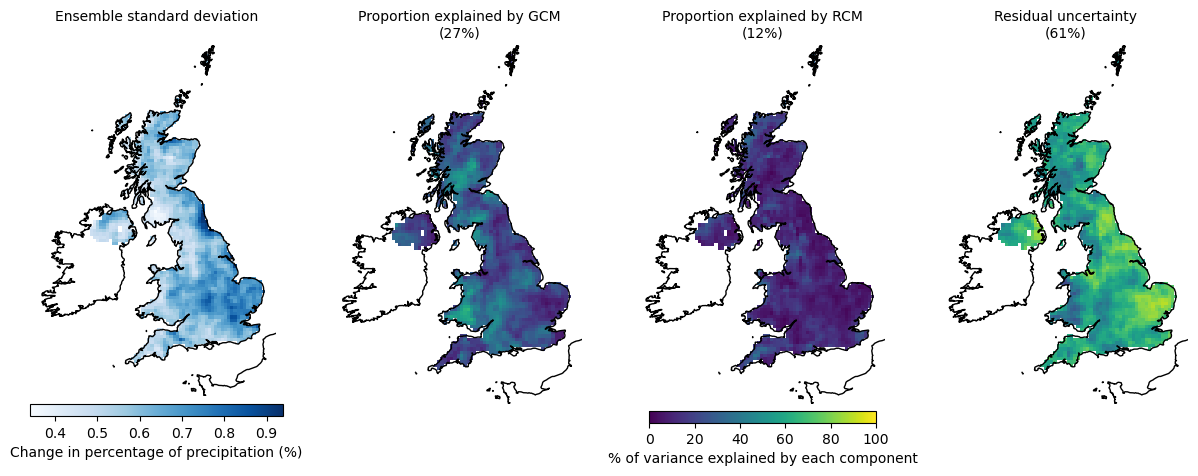 Ensemble standard deviation
Proportion explained by GCM
(27%)
Proportion explained by RCM
(12%)
Residual uncertainty
(61%)
0.4 0.5 0.6 0.7 0.8 0.9
Change in percentage of precipitation (%)
0 20 40 60 80 100
% of variance explained by each component